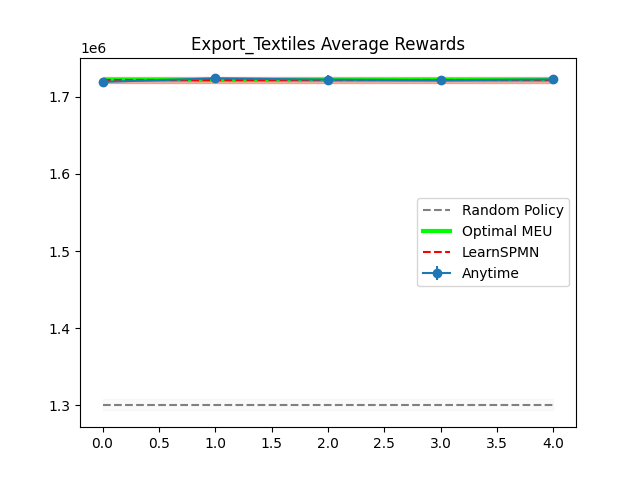 Export_Textiles Average Rewards
1e6
1.7
1.6
1.5
1.4
1.3
Random Policy
Optimal MEU
LearnSPMN
Anytime
0.0 0.5 1.0 1.5 2.0 2.5 3.0 3.5 4.0